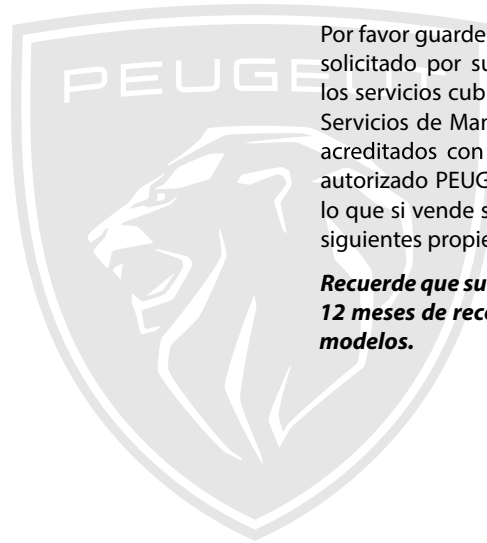 PEUGEOT
Por favor guarde
solicitado por su
los servicios cub
Servicios de Mar
acreditados con
autorizado PEUG
lo que si vende s
siguientes propie
Recuerde que su
12 meses de reco
modelos.